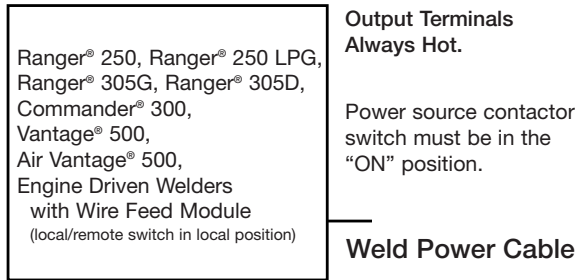 Ranger® 250, Ranger® 250 LPG,
Ranger® 305G, Ranger® 305D,
Commander® 300,
Vantage® 500,
Air Vantage® 500,
Engine Driven Welders
with Wire Feed Module
(local/remote switch in local position)
Output Terminals
Always Hot.
Power source contactor
switch must be in the
“ON” position.
Weld Power Cable